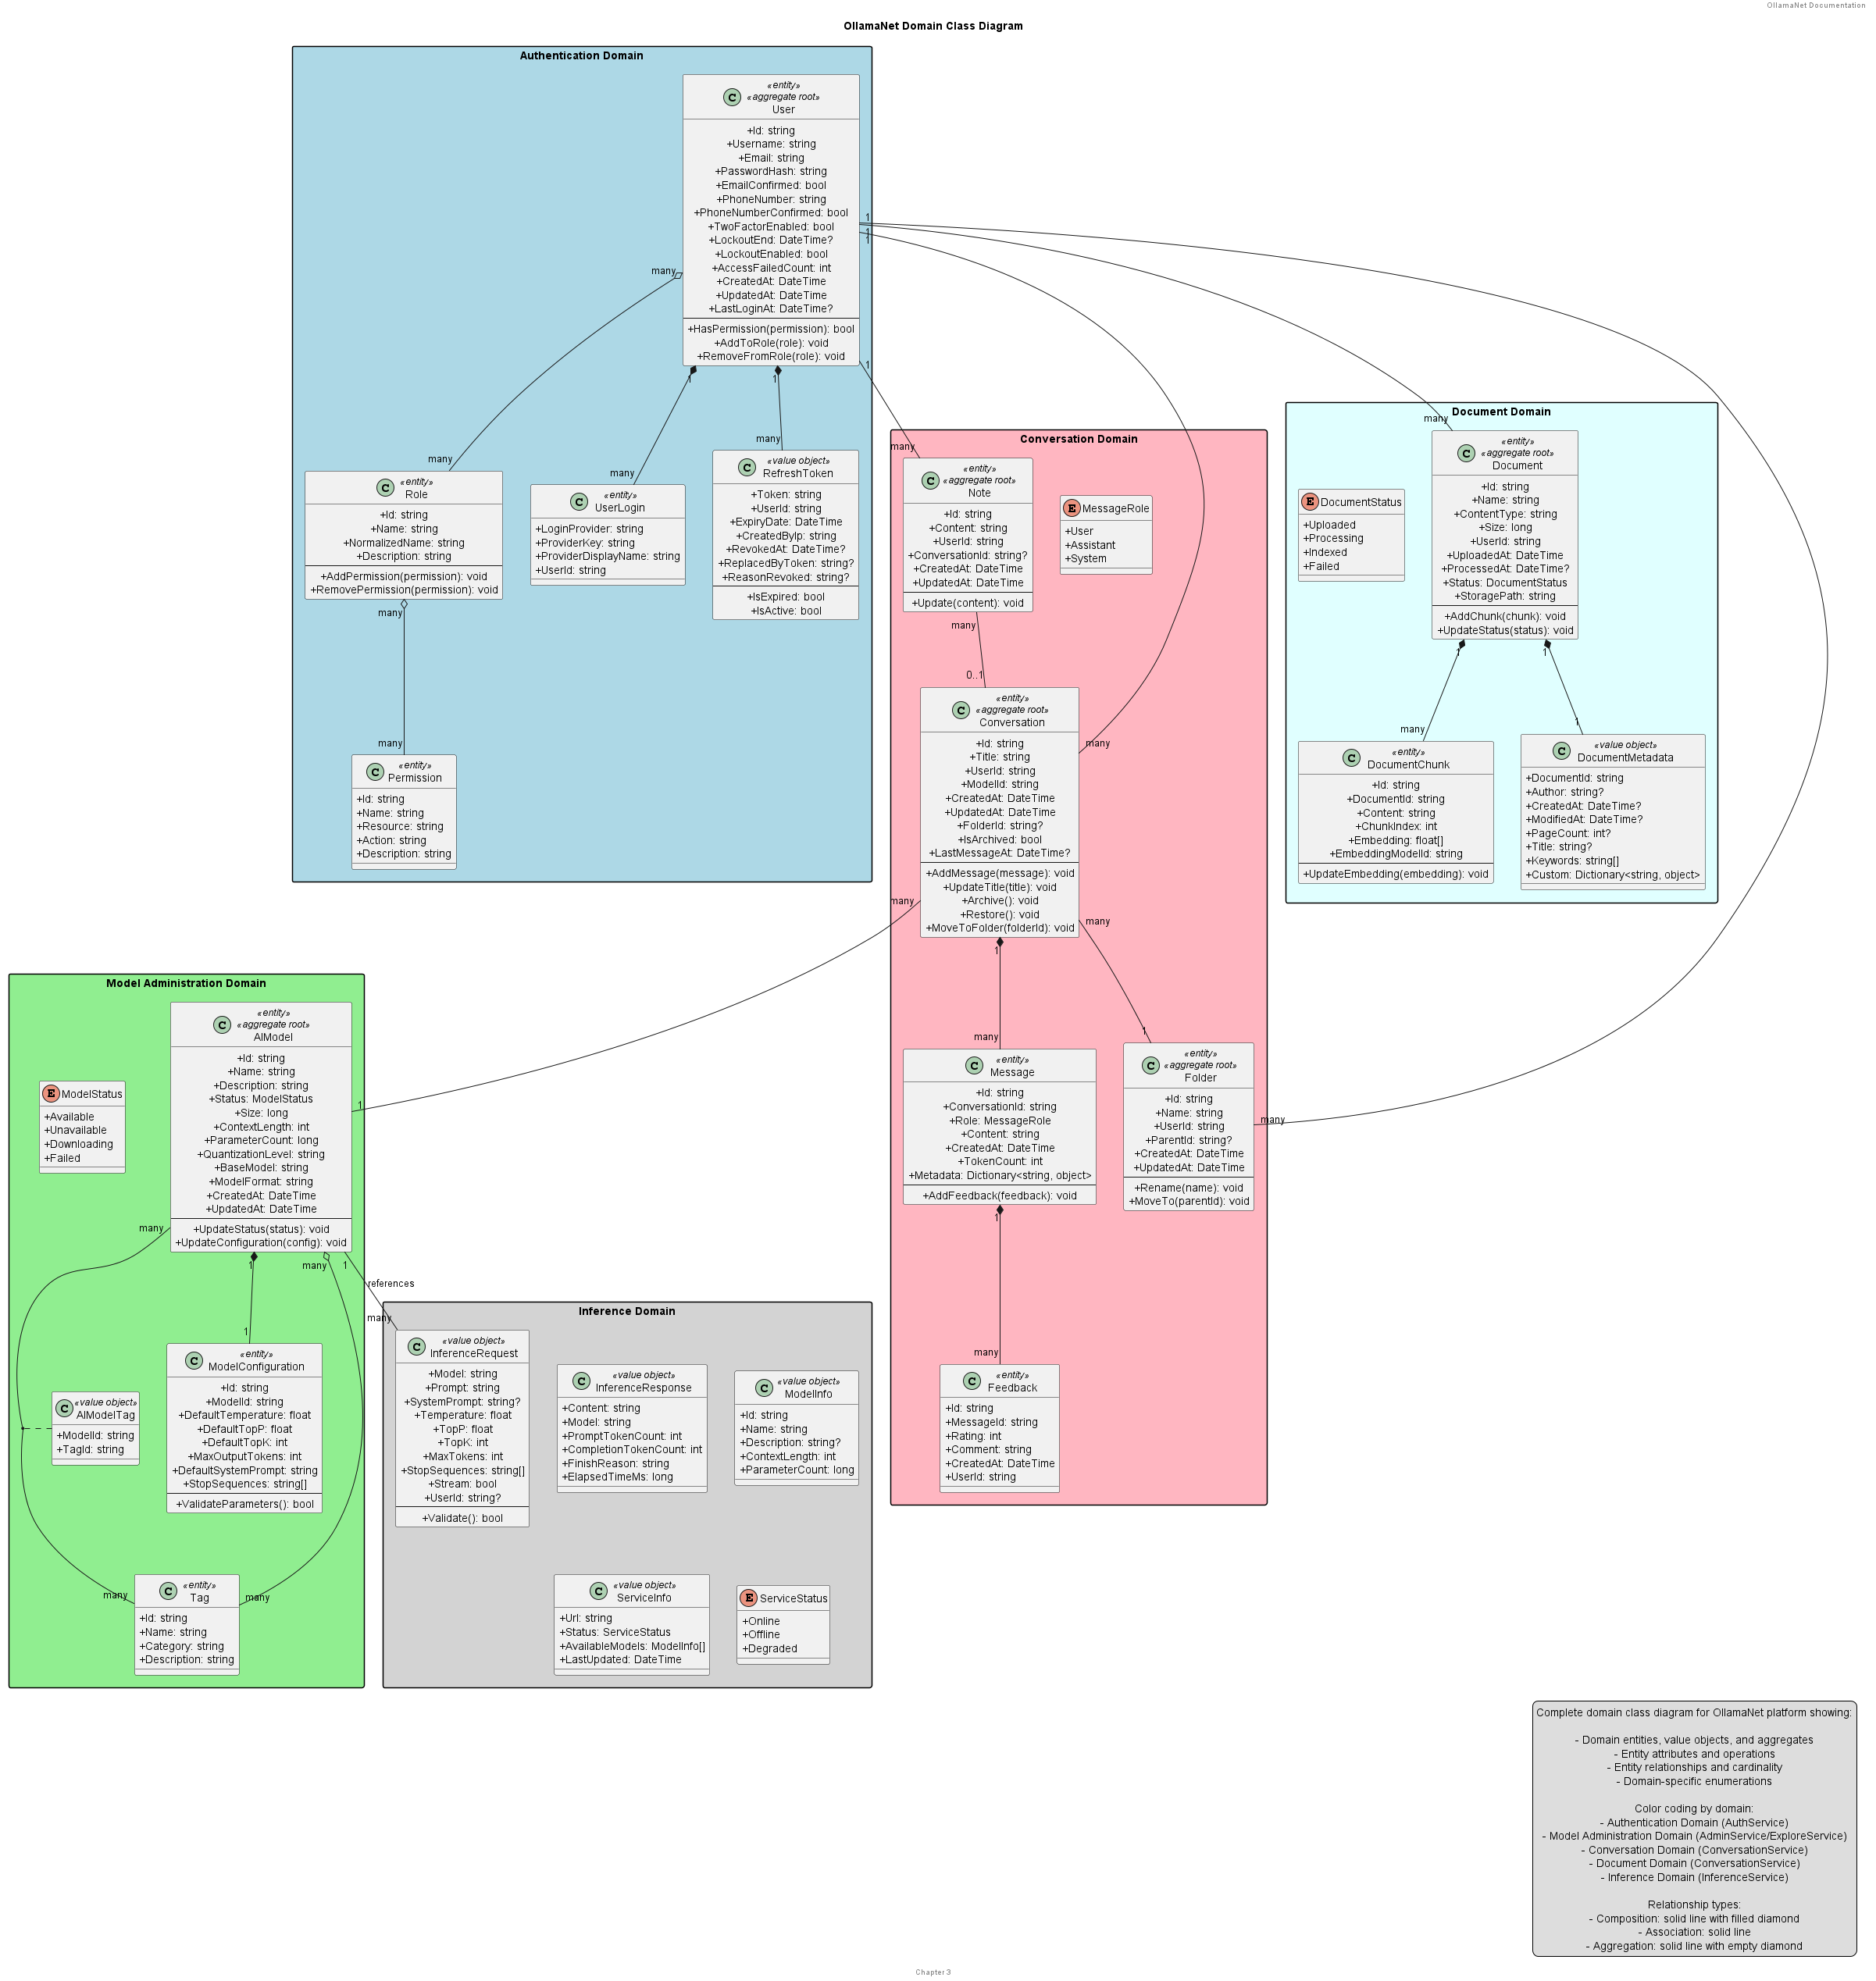 OllamaNet Documentation
OllamaNet Domain Class Diagram
Authentication Domain
«entity»
«aggregate root»
User
+Id: string
+Username: string
+Email: string
+PasswordHash: string
+EmailConfirmed: bool
+PhoneNumber: string
+PhoneNumberConfirmed: bool
+TwoFactorEnabled: bool
+LockoutEnd: DateTime?
+LockoutEnabled: bool
+AccessFailedCount: int
+CreatedAt: DateTime
+UpdatedAt: DateTime
+LastLoginAt: DateTime?
+HasPermission(permission): bool
+AddToRole(role): void
+RemoveFromRole(role): void
1
1
1
1
many
1
1
many
many
many
«entity»
Role
+Id: string
+Name: string
+NormalizedName: string
+Description: string
+AddPermission(permission): void
+RemovePermission(permission): void
«entity»
UserLogin
+LoginProvider: string
+ProviderKey: string
+ProviderDisplayName: string
+UserId: string
«value object»
RefreshToken
+Token: string
+UserId: string
+ExpiryDate: DateTime
+CreatedByIp: string
+RevokedAt: DateTime?
+ReplacedByToken: string?
+ReasonRevoked: string?
+IsExpired: bool
+IsActive: bool
many
many
«entity»
Permission
+Id: string
+Name: string
+Resource: string
+Action: string
+Description: string
Conversation Domain
many
«entity»
«aggregate root»
Note
+Id: string
+Content: string
+UserId: string
+ConversationId: string?
+CreatedAt: DateTime
+UpdatedAt: DateTime
+Update(content): void
MessageRole
+User
+Assistant
+System
many
0..1
«entity»
«aggregate root»
Conversation
+Id: string
+Title: string
+UserId: string
+ModelId: string
+CreatedAt: DateTime
+UpdatedAt: DateTime
+FolderId: string?
+IsArchived: bool
+LastMessageAt: DateTime?
+AddMessage(message): void
+UpdateTitle(title): void
+Archive(): void
+Restore(): void
+MoveToFolder(folderId): void
many
many
many
1
many
1
«entity»
Message
+Id: string
+ConversationId: string
+Role: MessageRole
+Content: string
+CreatedAt: DateTime
+TokenCount: int
+Metadata: Dictionary<string, object>
+AddFeedback(feedback): void
«entity»
«aggregate root»
Folder
+Id: string
+Name: string
+UserId: string
+ParentId: string?
+CreatedAt: DateTime
+UpdatedAt: DateTime
+Rename(name): void
+MoveTo(parentId): void
many
1
many
«entity»
Feedback
+Id: string
+MessageId: string
+Rating: int
+Comment: string
+CreatedAt: DateTime
+UserId: string
Document Domain
many
«entity»
«aggregate root»
Document
+Id: string
+Name: string
+ContentType: string
+Size: long
+UserId: string
+UploadedAt: DateTime
+ProcessedAt: DateTime?
+Status: DocumentStatus
+StoragePath: string
+AddChunk(chunk): void
+UpdateStatus(status): void
DocumentStatus
+Uploaded
+Processing
+Indexed
+Failed
1
1
many
1
«entity»
DocumentChunk
+Id: string
+DocumentId: string
+Content: string
+ChunkIndex: int
+Embedding: float[]
+EmbeddingModelId: string
+UpdateEmbedding(embedding): void
«value object»
DocumentMetadata
+DocumentId: string
+Author: string?
+CreatedAt: DateTime?
+ModifiedAt: DateTime?
+PageCount: int?
+Title: string?
+Keywords: string[]
+Custom: Dictionary<string, object>
Model Administration Domain
«entity»
«aggregate root»
AIModel
+Id: string
+Name: string
+Description: string
+Status: ModelStatus
+Size: long
+ContextLength: int
+ParameterCount: long
+QuantizationLevel: string
+BaseModel: string
+ModelFormat: string
+CreatedAt: DateTime
+UpdatedAt: DateTime
+UpdateStatus(status): void
+UpdateConfiguration(config): void
ModelStatus
+Available
+Unavailable
+Downloading
+Failed
1
many
1
many
1
references
many
1
«entity»
ModelConfiguration
+Id: string
+ModelId: string
+DefaultTemperature: float
+DefaultTopP: float
+DefaultTopK: int
+MaxOutputTokens: int
+DefaultSystemPrompt: string
+StopSequences: string[]
+ValidateParameters(): bool
«value object»
AIModelTag
+ModelId: string
+TagId: string
many
many
«entity»
Tag
+Id: string
+Name: string
+Category: string
+Description: string
Inference Domain
«value object»
InferenceRequest
+Model: string
+Prompt: string
+SystemPrompt: string?
+Temperature: float
+TopP: float
+TopK: int
+MaxTokens: int
+StopSequences: string[]
+Stream: bool
+UserId: string?
+Validate(): bool
«value object»
InferenceResponse
+Content: string
+Model: string
+PromptTokenCount: int
+CompletionTokenCount: int
+FinishReason: string
+ElapsedTimeMs: long
«value object»
ModelInfo
+Id: string
+Name: string
+Description: string?
+ContextLength: int
+ParameterCount: long
«value object»
ServiceInfo
+Url: string
+Status: ServiceStatus
+AvailableModels: ModelInfo[]
+LastUpdated: DateTime
ServiceStatus
+Online
+Offline
+Degraded
Complete domain class diagram for OllamaNet platform showing:
- Domain entities, value objects, and aggregates
- Entity attributes and operations
- Entity relationships and cardinality
- Domain-specific enumerations
Color coding by domain:
- Authentication Domain (AuthService)
- Model Administration Domain (AdminService/ExploreService)
- Conversation Domain (ConversationService)
- Document Domain (ConversationService)
- Inference Domain (InferenceService)
Relationship types:
- Composition: solid line with filled diamond
- Association: solid line
- Aggregation: solid line with empty diamond
Chapter 3